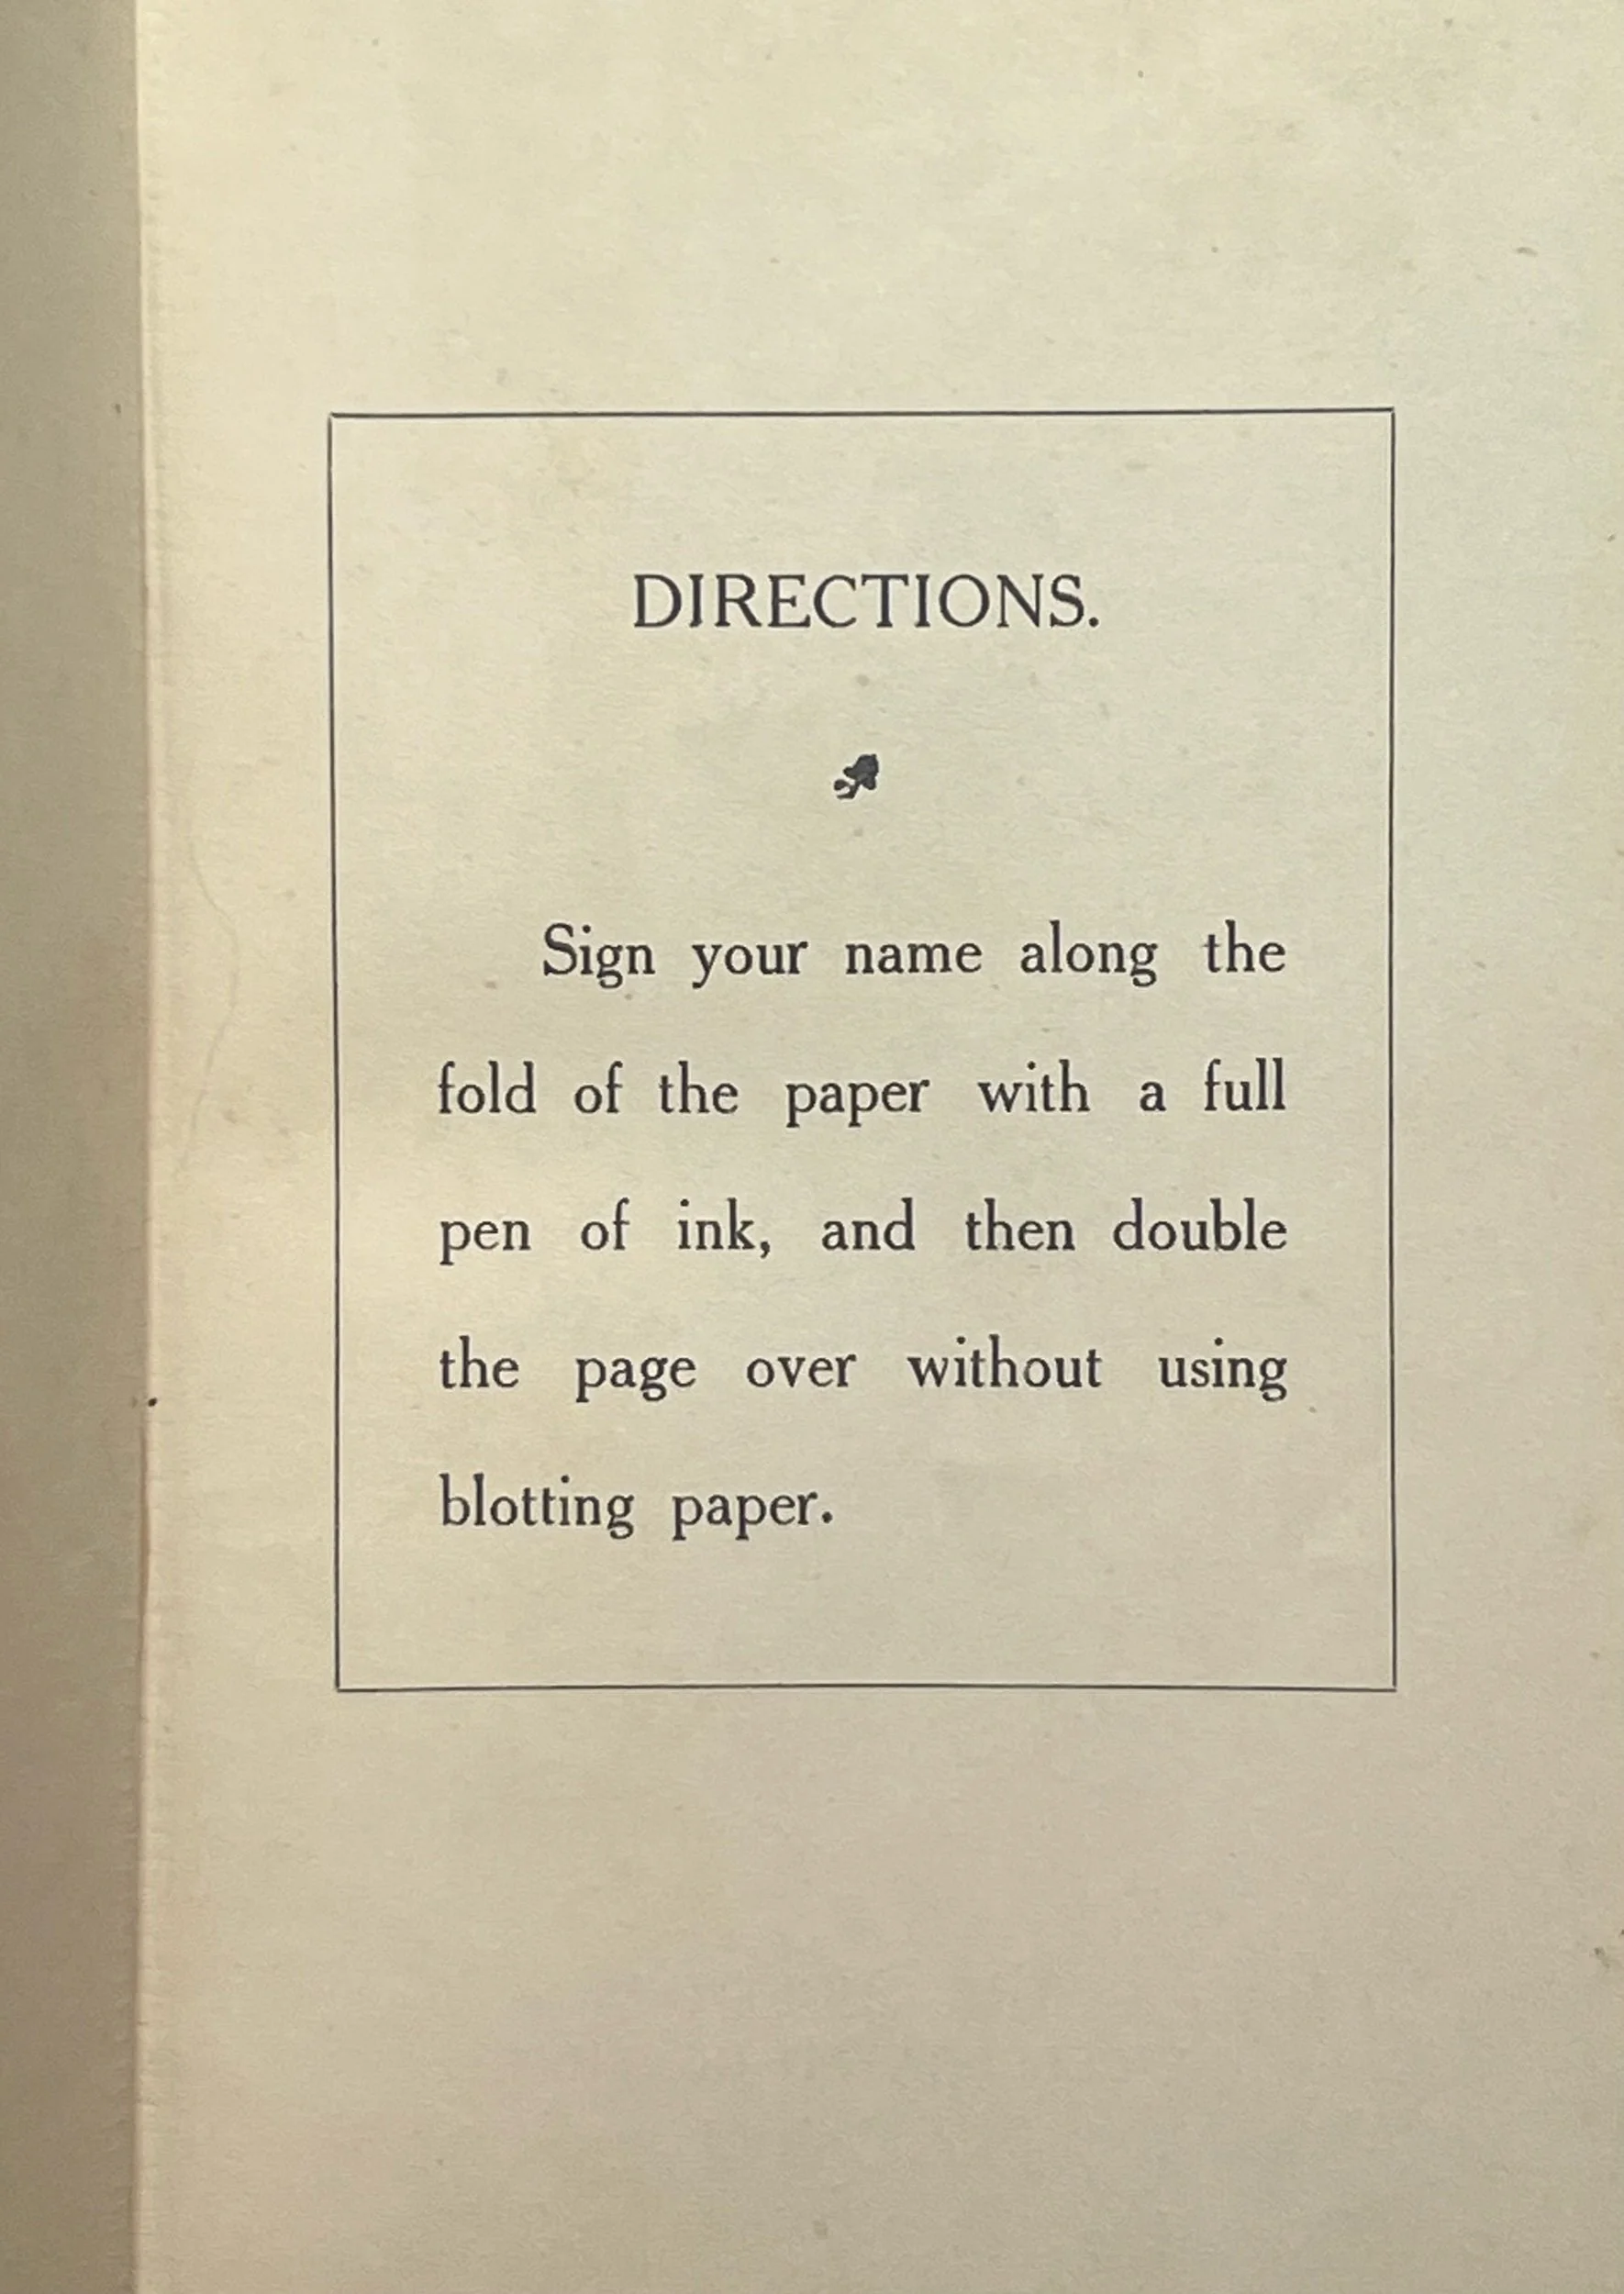 DIRECTIONS.
Sign your name along the
fold of the paper with a full
pen of ink, and then double
the page over without using
blotting paper.